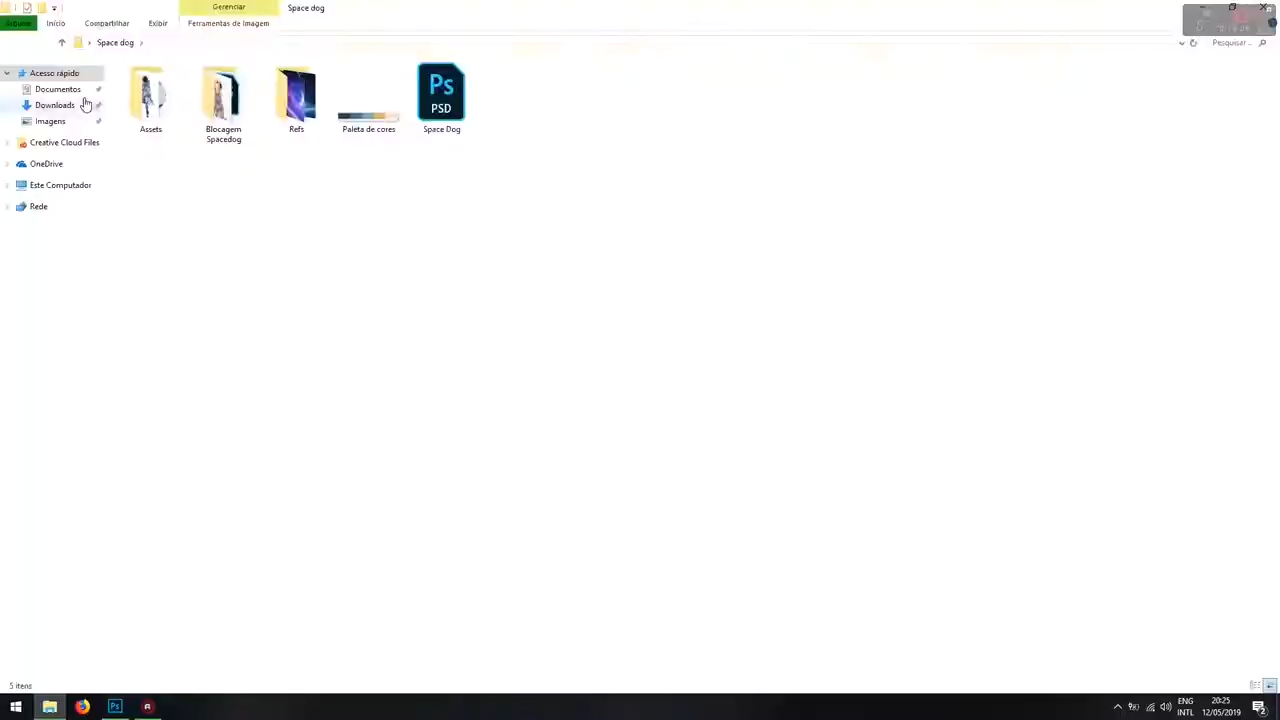 Gerenciar
Space dog
Arquivo
Início
Compartilhar
Exibir
Ferramentas de Imagem
Space dog
Pesquisar ...
Acesso rápido
Documentos
Downloads
Imagens
Creative Cloud Files
OneDrive
Este Computador
Rede
Assets
Blocagem
Spacedog
Refs
Paleta de cores
Ps
PSD
Space Dog
5 itens
Ps
ENG
INTL
20:25
12/05/2019
2